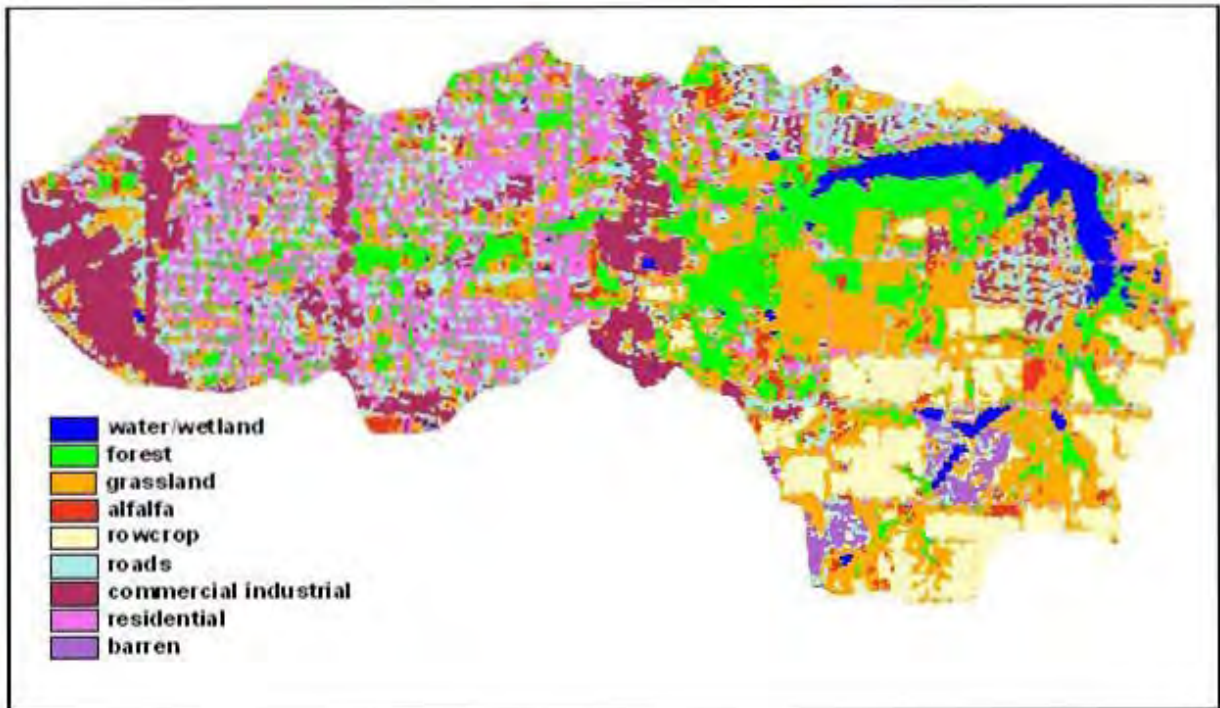 water/wetland
forest
grassland
alfalfa
rowcrop
roads
commercial industrial
residential
barren